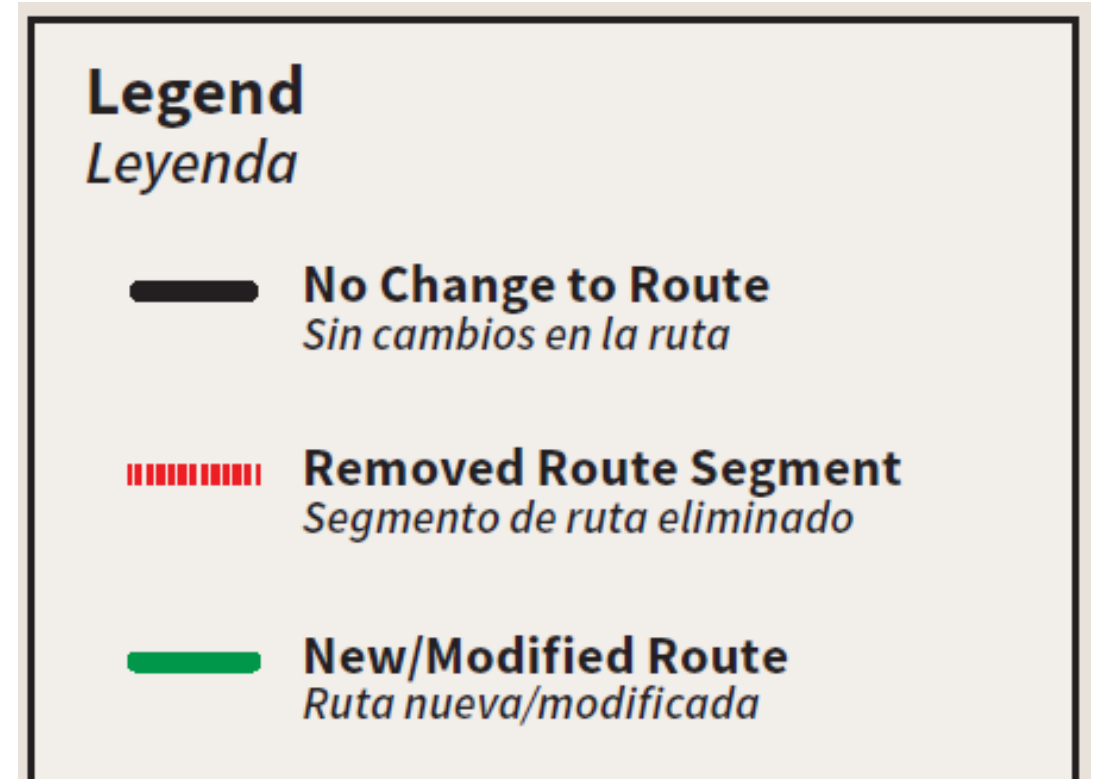 Legend
Leyenda
No Change to Route
Sin cambios en la ruta
Removed Route Segment
Segmento de ruta eliminado
New/Modified Route
Ruta nueva/modificada